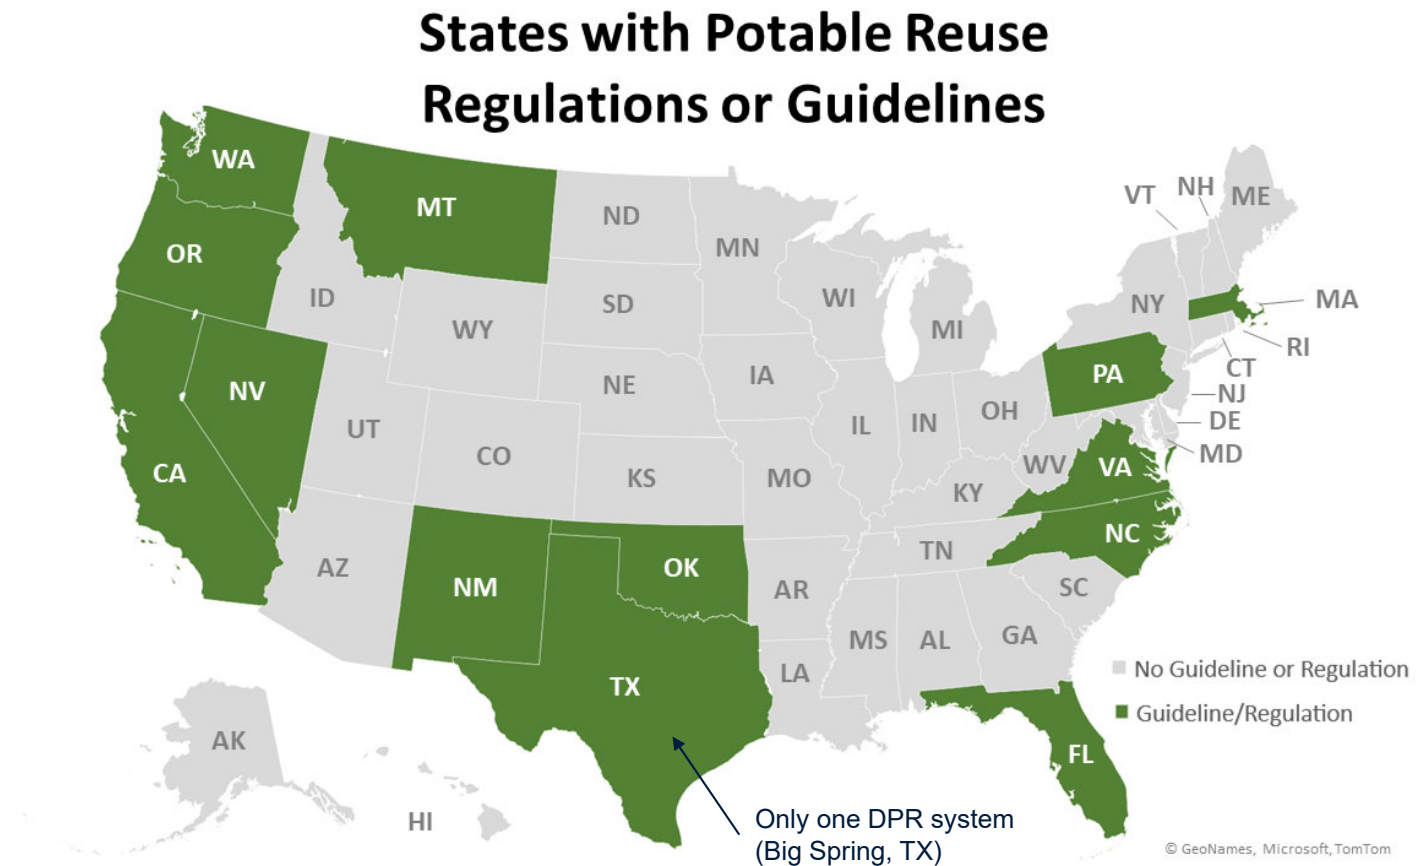 States with Potable Reuse
Regulations or Guidelines
WA
MT
ND
MN
VT
NH
ME
OR
ID
SD
WI
MI
NY
MA
WY
RI
NV
NE
IA
PA
CT
NJ
UT
CO
IL
IN
OH
DE
MD
CA
KS
MO
WV
VA
KY
NC
AZ
NM
OK
AR
TN
SC
MS
AL
GA
LA
TX
No Guideline or Regulation
Guideline/Regulation
AK
FL
HI
Only one DPR system
(Big Spring, TX)
© GeoNames, Microsoft, TomTom